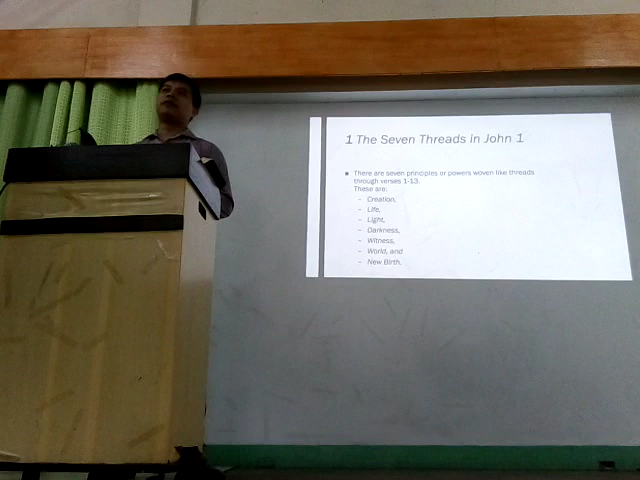 1 The Seven Threads in John 1
There are seven principles or powers woven like threads
through verses 1-13.
These are:
– Creation,
– Life,
– Light,
– Darkness,
– Witness,
– World, and
– New Birth.